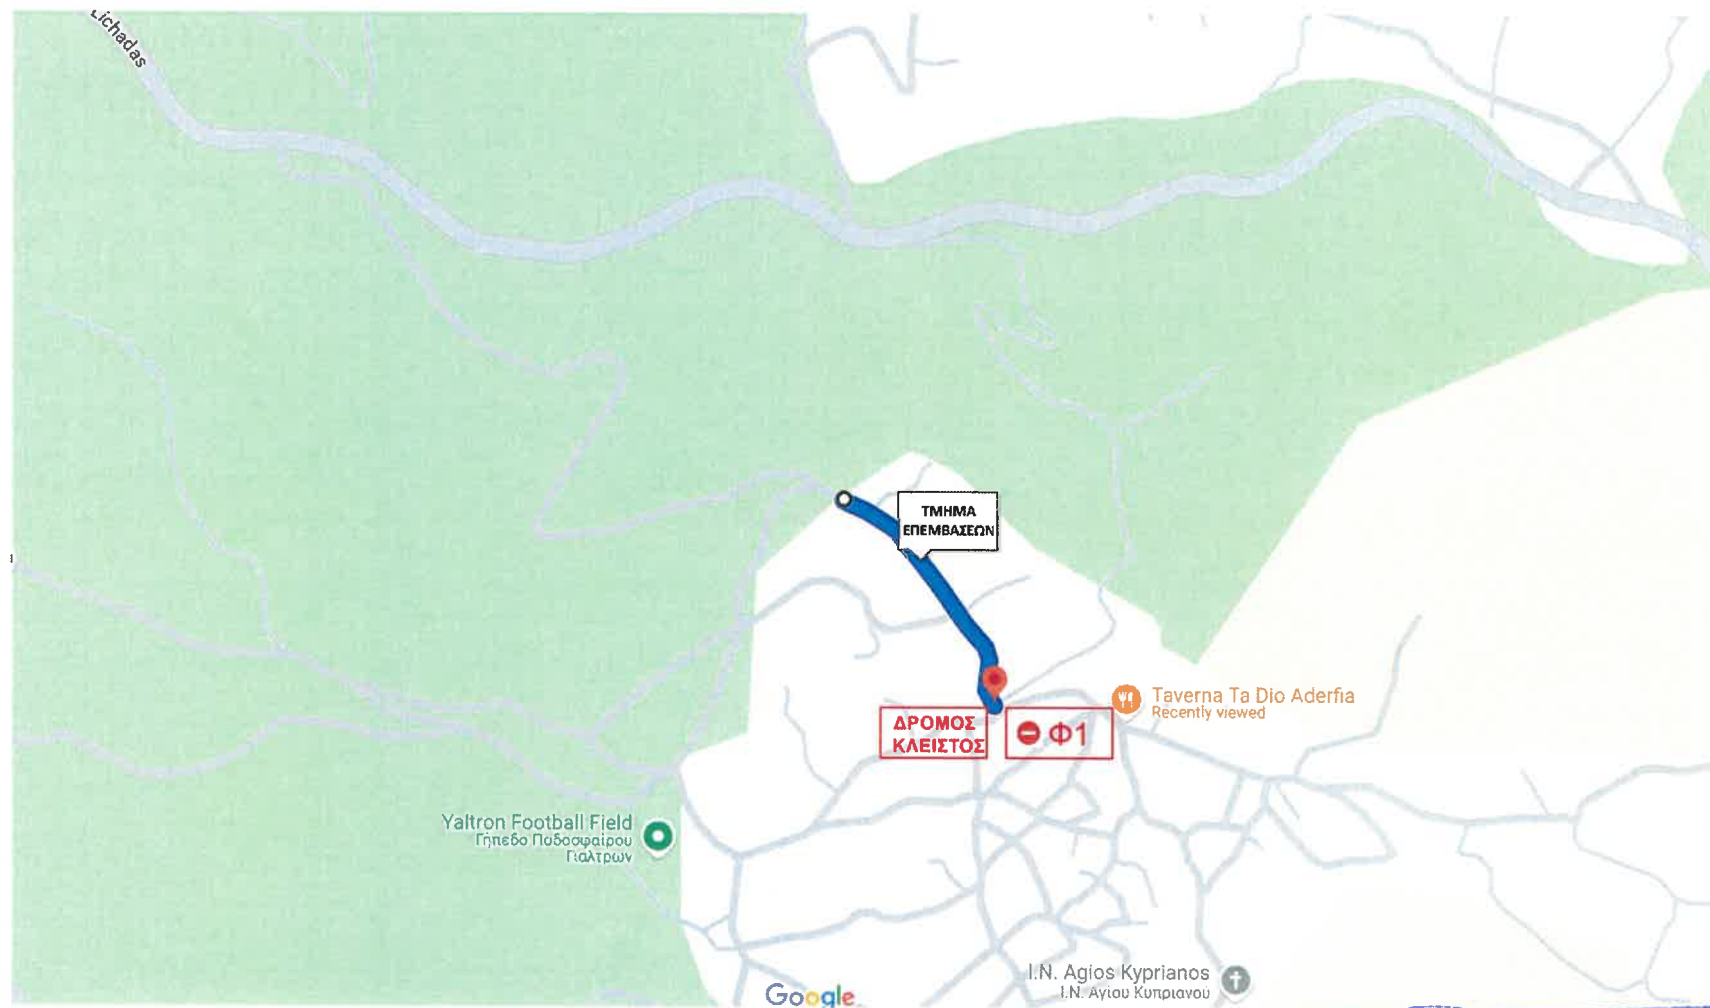 Lichadas
ΤΜΗΜΑ
ΕΠΕΜΒΑΣΕΩΝ
Taverna Ta Dio Aderfia
Recently viewed
ΔΡΟΜΟΣ
ΚΛΕΙΣΤΟΣ
Φ1
Yaltron Football Field
Γήπεδο Ποδοσφαίρου
Γιάλτρων
I.N. Agios Kyprianos
Ι.Ν. Αγίου Κυπριανού
Google